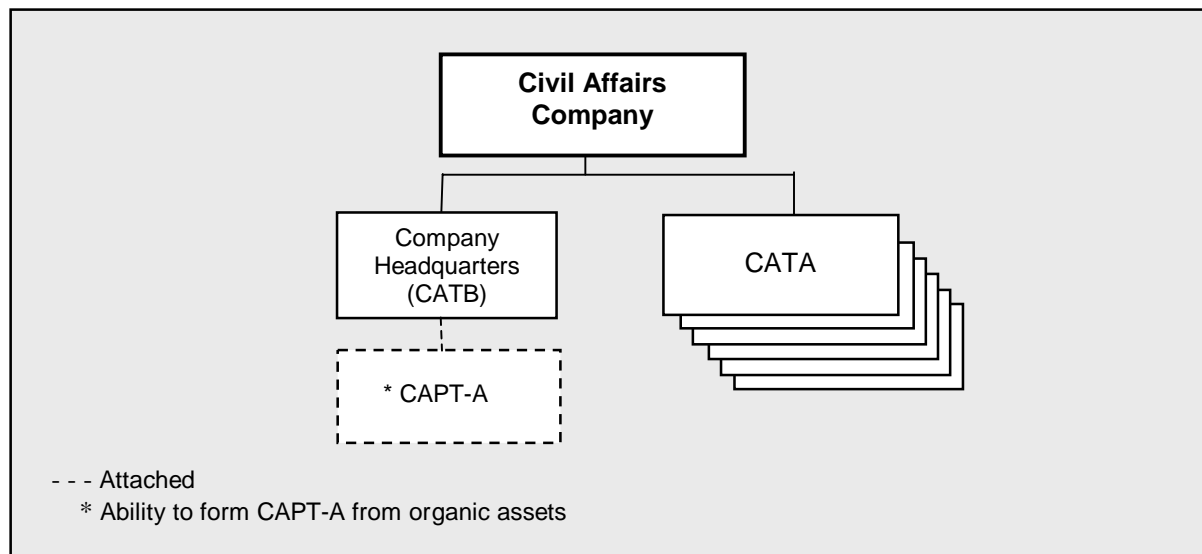 Civil Affairs
Company
Company
Headquarters
(CATB)
CATA
* CAPT-A
- - - Attached
* Ability to form CAPT-A from organic assets